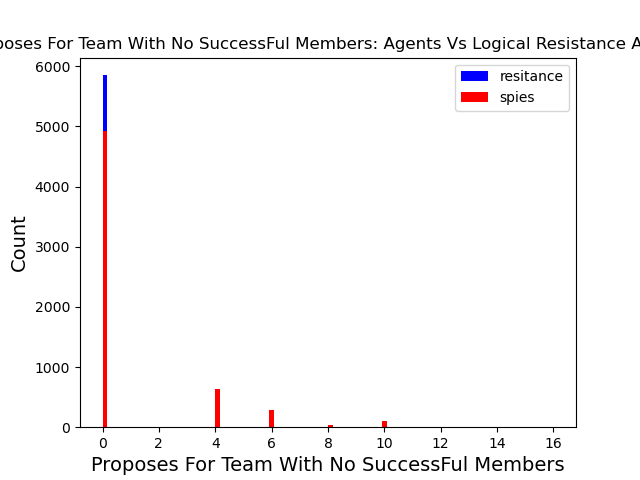 poses For Team With No SuccessFul Members: Agents Vs Logical Resistance A
resitance
spies
Count
6000
5000
4000
3000
2000
1000
0
0 2 4 6 8 10 12 14 16
Proposes For Team With No SuccessFul Members